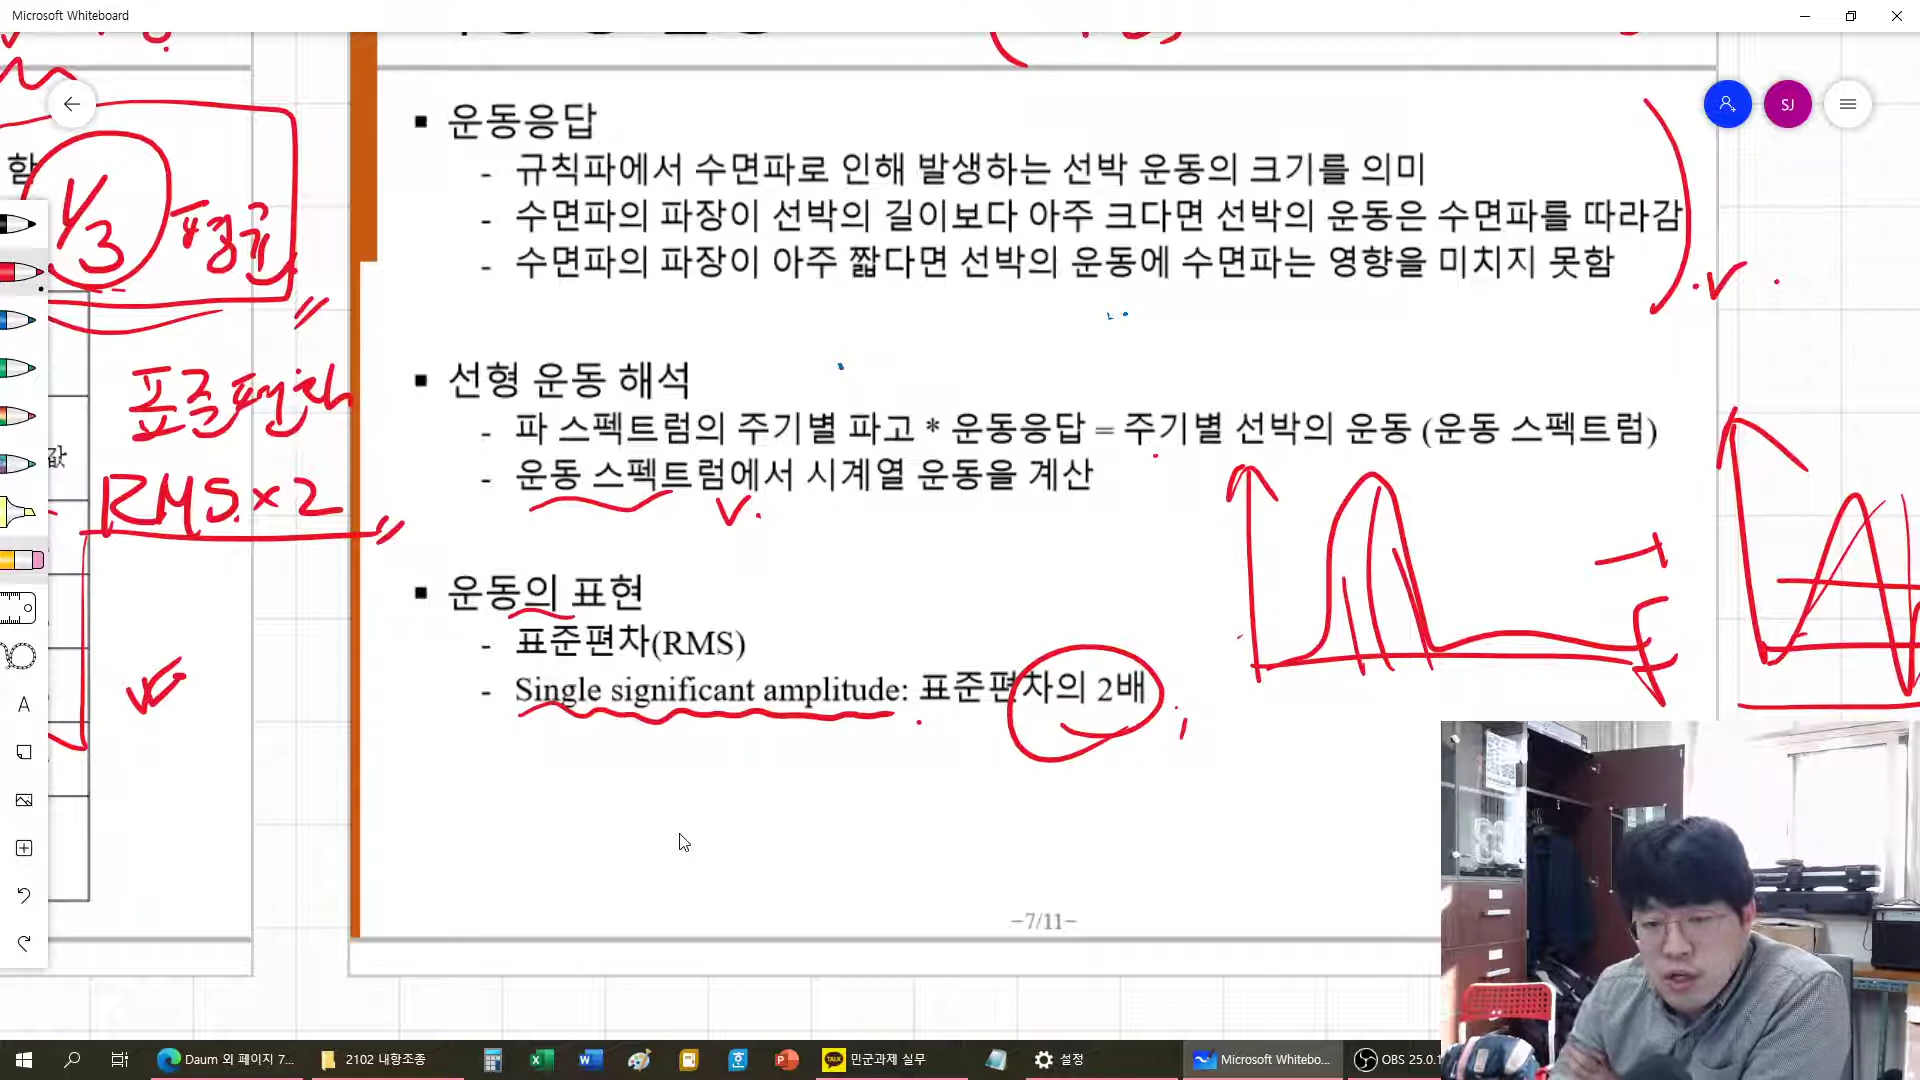 Microsoft Whiteboard
SJ
함
1/3 평균
표준편차
값
RMS × 2
■ 운동응답
- 규칙파에서 수면파로 인해 발생하는 선박 운동의 크기를 의미
- 수면파의 파장이 선박의 길이보다 아주 크다면 선박의 운동은 수면파를 따라감
- 수면파의 파장이 아주 짧다면 선박의 운동에 수면파는 영향을 미치지 못함
■ 선형 운동 해석
- 파 스펙트럼의 주기별 파고 * 운동응답 = 주기별 선박의 운동 (운동 스펙트럼)
- 운동 스펙트럼에서 시계열 운동을 계산
■ 운동의 표현
- 표준편차(RMS)
- Single significant amplitude: 표준편차의 2배
-7/11-
Daum 외 페이지 7...
2102 내항조종
민군과제 실무
설정
Microsoft Whitebo...
OBS 25.0.1